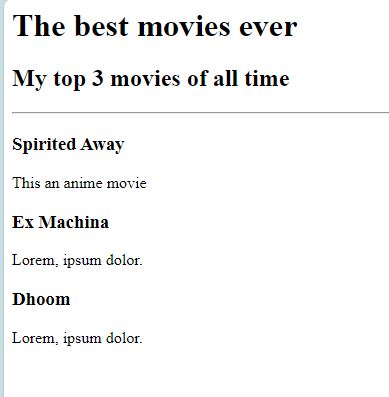 The best movies ever
My top 3 movies of all time
Spirited Away
This an anime movie
Ex Machina
Lorem, ipsum dolor.
Dhoom
Lorem, ipsum dolor.